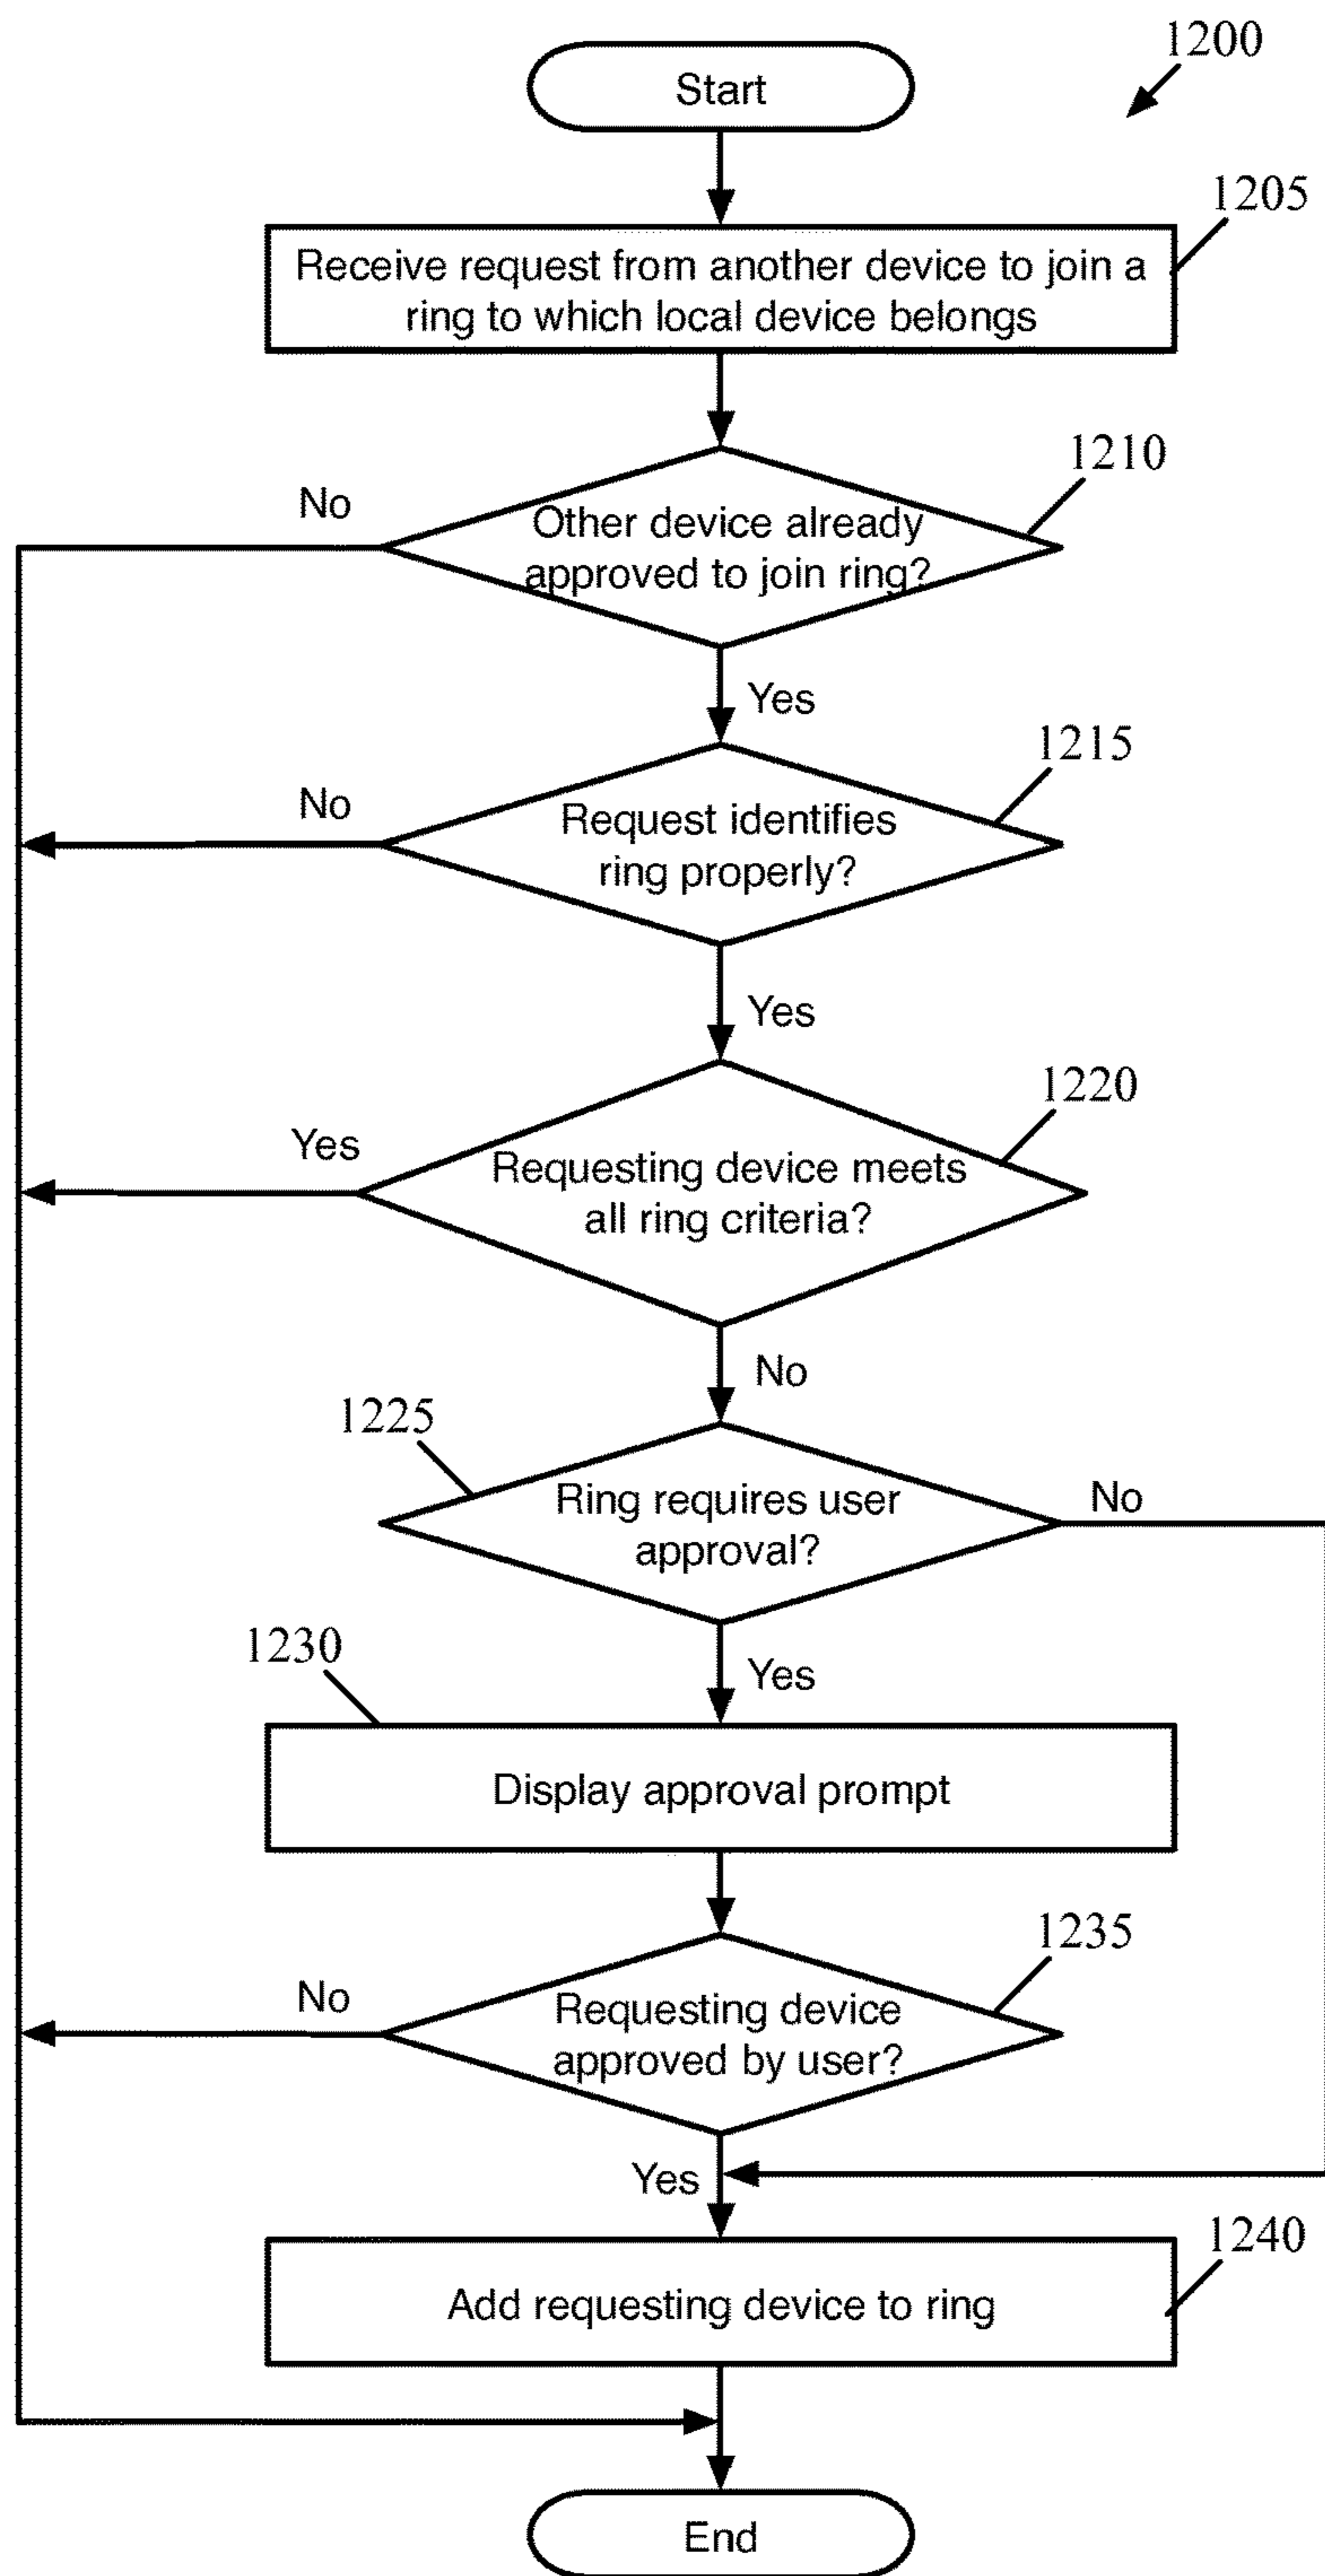 1200
Start
1205
Receive request from another device to join a
ring to which local device belongs
1210
No
Other device already
approved to join ring?
Yes
1215
No
Request identifies
ring properly?
Yes
1220
Yes
Requesting device meets
all ring criteria?
No
1225
Ring requires user
approval?
No
1230
Yes
Display approval prompt
1235
No
Requesting device
approved by user?
Yes
1240
Add requesting device to ring
End